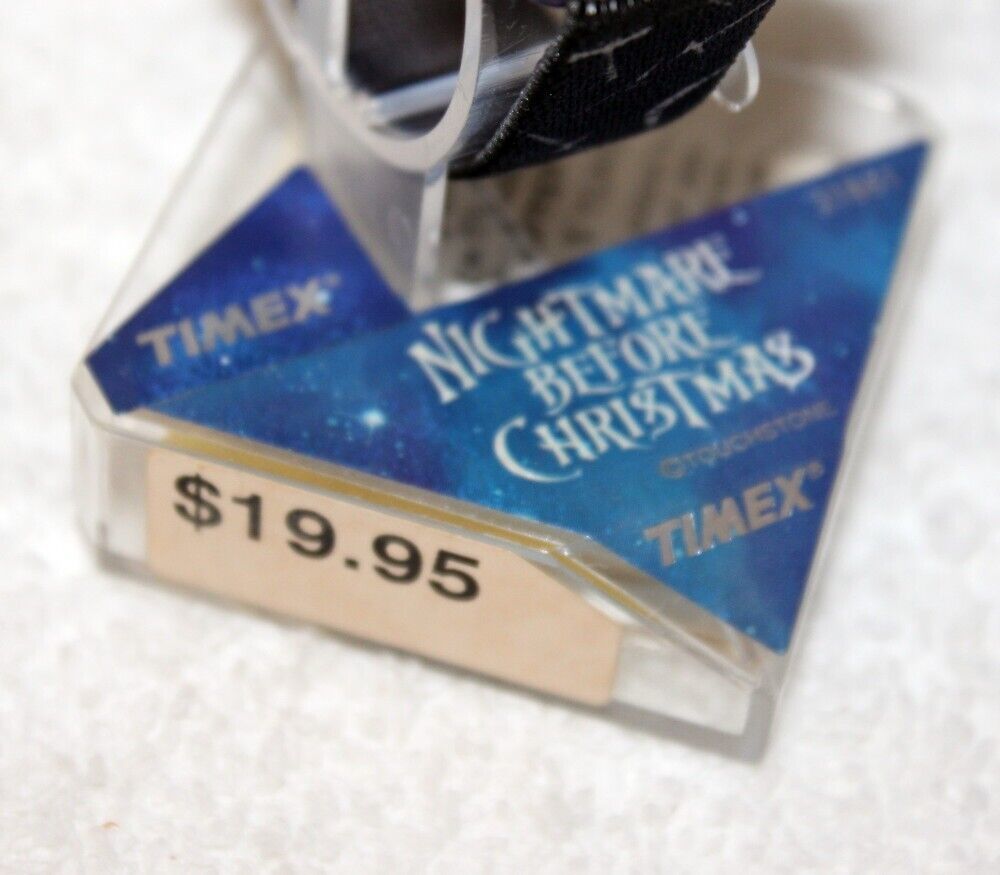 TIMEX®
NIGHTMARE
BEFORE
CHRISTMAS
©TOUCHSTONE
TIMEX®
$19.95